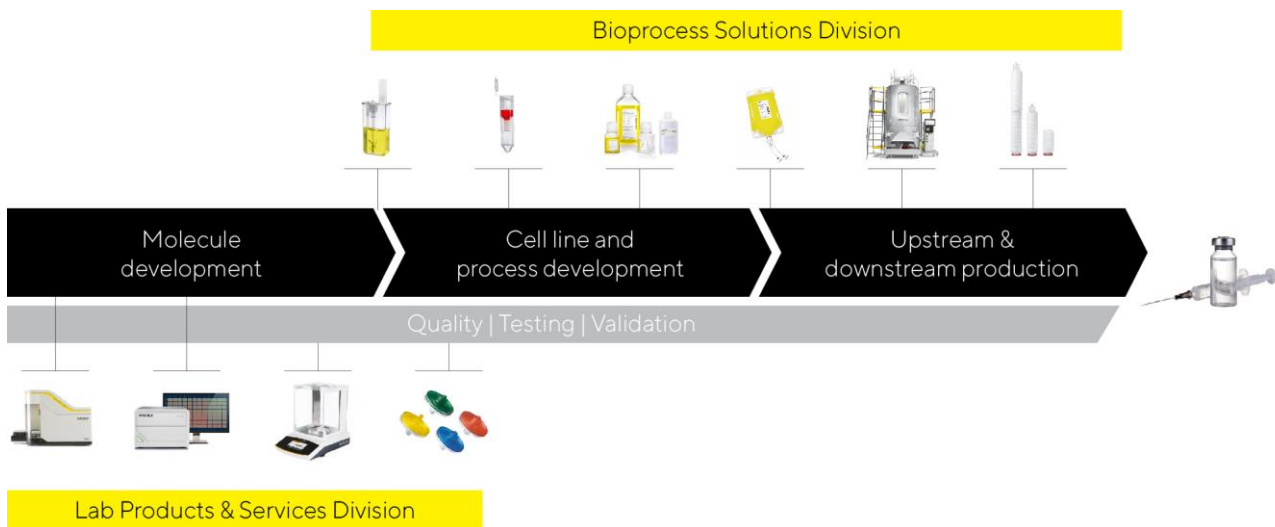 Bioprocess Solutions Division
Molecule
development
Cell line and
process development
Upstream &
downstream production
Quality | Testing | Validation
Lab Products & Services Division